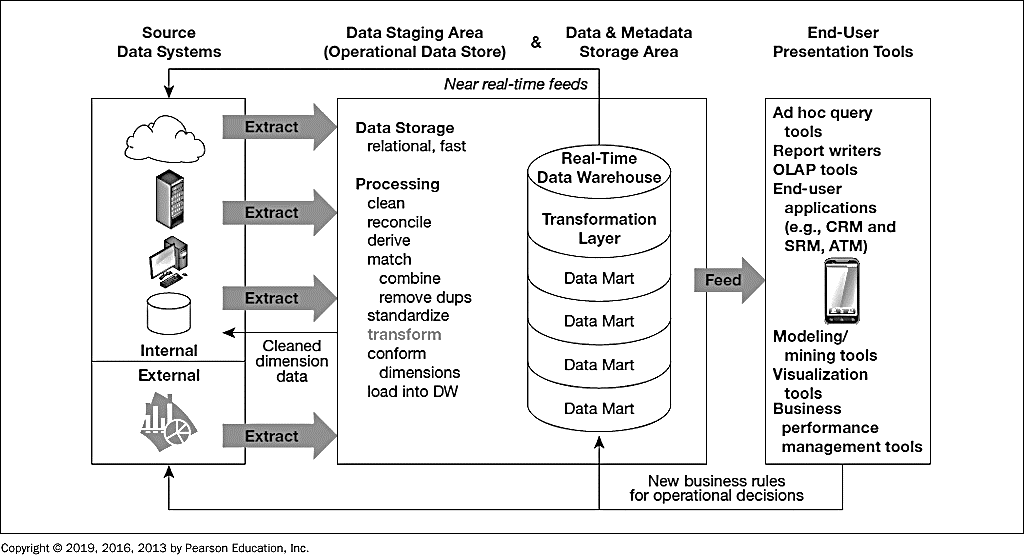 Source
Data Systems
Data Staging Area
(Operational Data Store)
&
Data & Metadata
Storage Area
End-User
Presentation Tools
Near real-time feeds
Extract
Extract
Extract
Internal
External
Extract
Cleaned
dimension
data
Data Storage
relational, fast
Processing
clean
reconcile
derive
match
combine
remove dups
standardize
transform
conform
dimensions
load into DW
Real-Time
Data Warehouse
Transformation
Layer
Data Mart
Data Mart
Data Mart
Data Mart
Feed
Ad hoc query
tools
Report writers
OLAP tools
End-user
applications
(e.g., CRM and
SRM, ATM)
Modeling/
mining tools
Visualization
tools
Business
performance
management tools
New business rules
for operational decisions
Copyright © 2019, 2016, 2013 by Pearson Education, Inc.